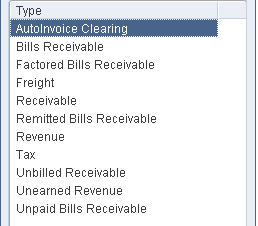 Type
AutoInvoice Clearing
Bills Receivable
Factored Bills Receivable
Freight
Receivable
Remitted Bills Receivable
Revenue
Tax
Unbilled Receivable
Unearned Revenue
Unpaid Bills Receivable